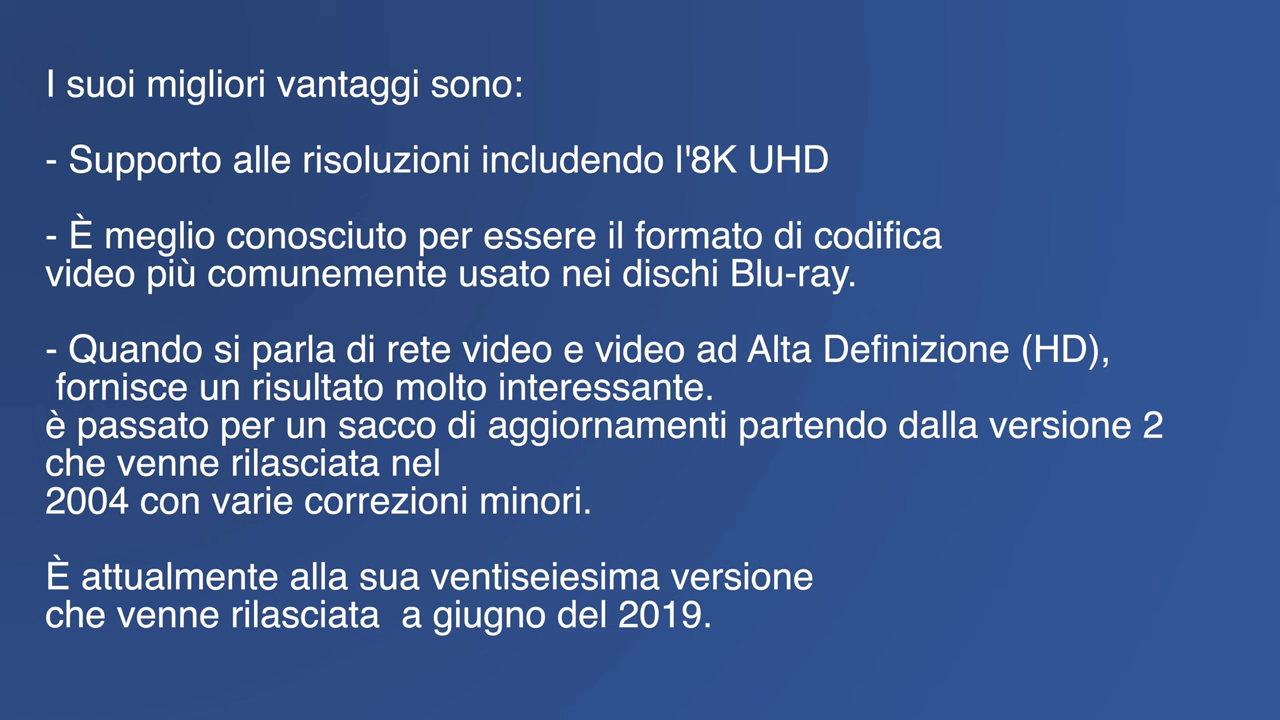 I suoi migliori vantaggi sono:
- Supporto alle risoluzioni includendo l'8K UHD
- È meglio conosciuto per essere il formato di codifica
video più comunemente usato nei dischi Blu-ray.
- Quando si parla di rete video e video ad Alta Definizione (HD),
fornisce un risultato molto interessante.
è passato per un sacco di aggiornamenti partendo dalla versione 2
che venne rilasciata nel
2004 con varie correzioni minori.
È attualmente alla sua ventiseiesima versione
che venne rilasciata  a giugno del 2019.